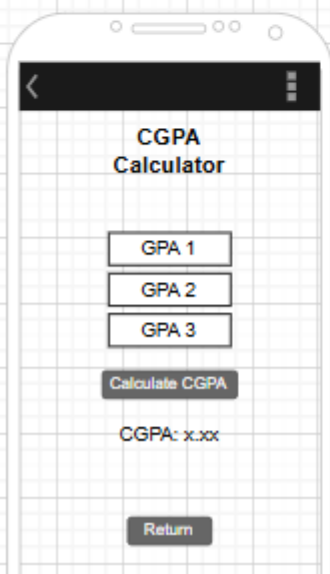 CGPA
Calculator
GPA 1
GPA 2
GPA 3
Calculate CGPA
CGPA: x.xx
Return